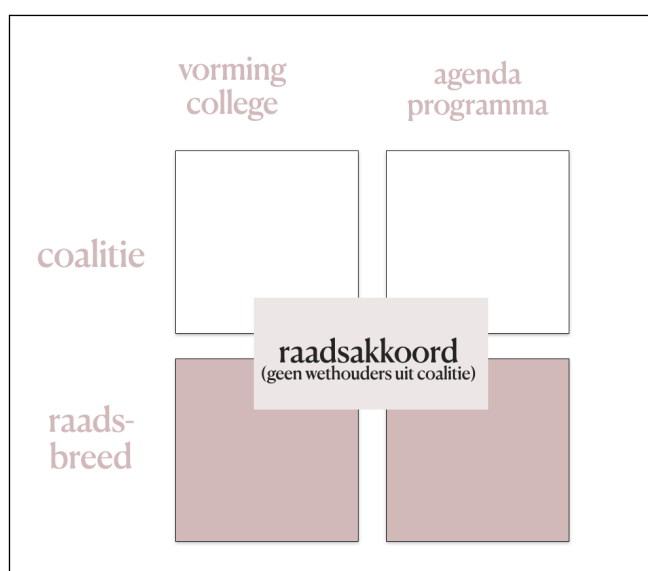 vorming
college
agenda
programma
coalitie
raadsakkoord
(geen wethouders uit coalitie)
raads-
breed